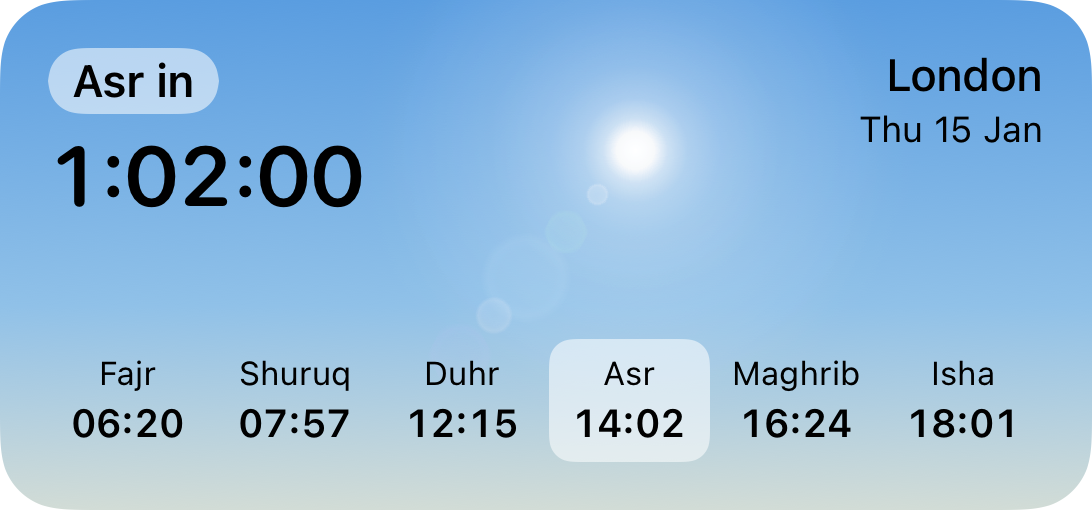 Asr in
1:02:00
London
Thu 15 Jan
Fajr Shuruq Duhr Asr Maghrib Isha
06:20 07:57 12:15 14:02 16:24 18:01